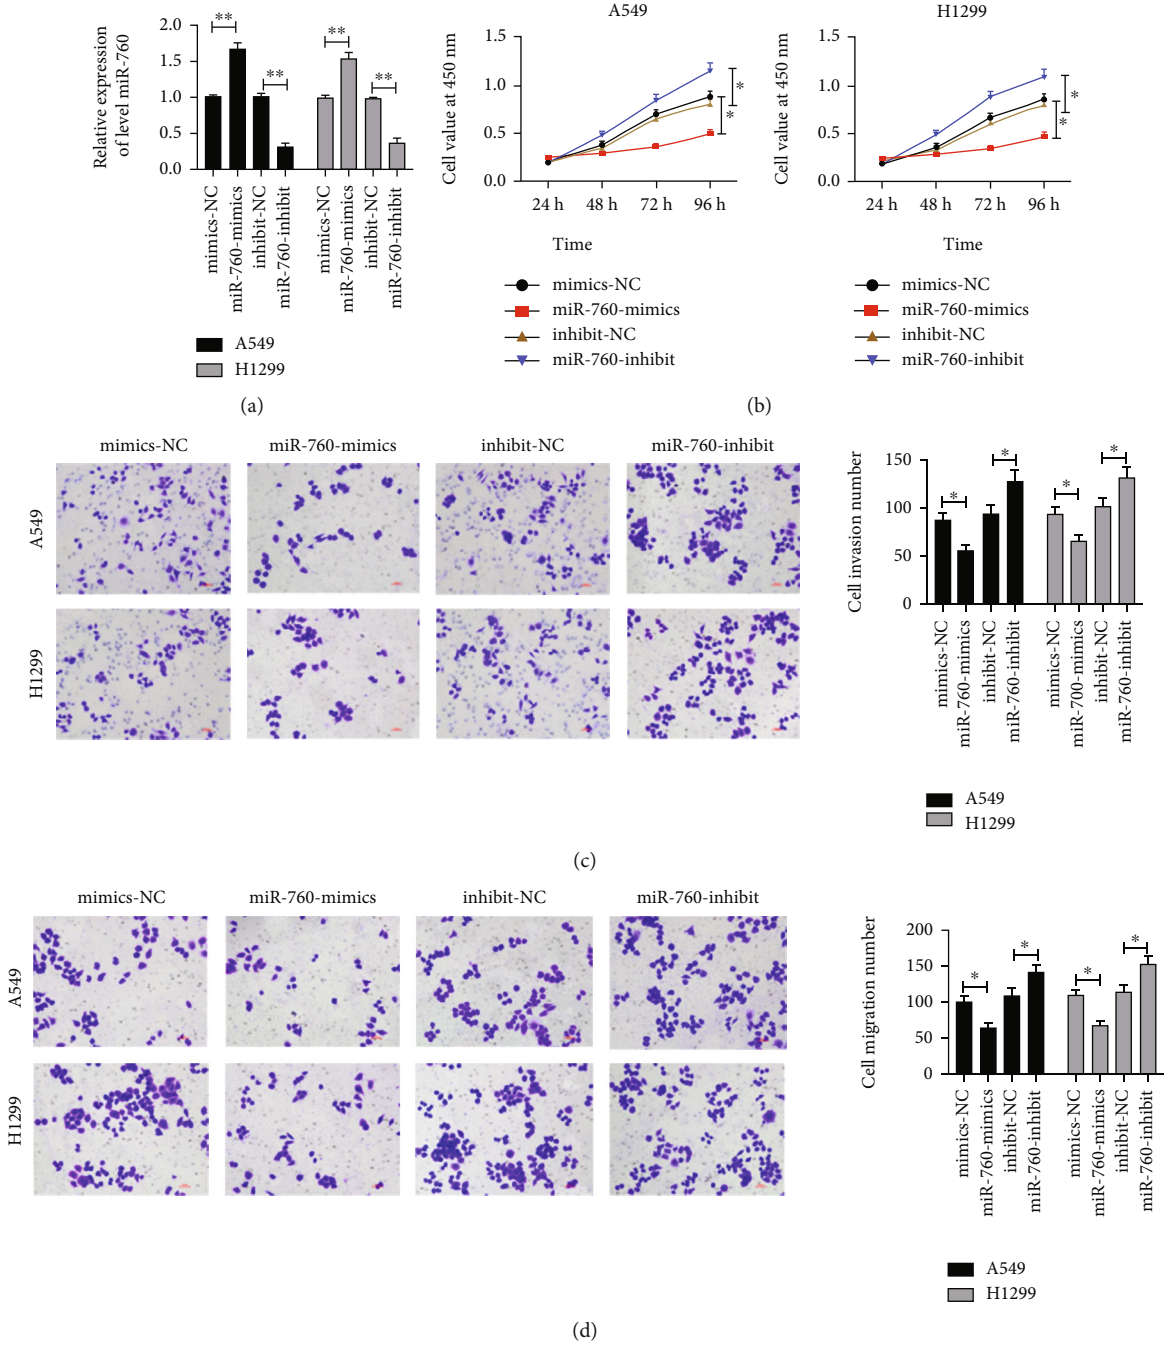 Relative expression
of level miR-760
2.0
1.5
1.0
0.5
0.0
**
**
**
**
mimics-NC
miR-760-mimics
inhibit-NC
miR-760-inhibit
mimics-NC
miR-760-mimics
inhibit-NC
miR-760-inhibit
A549
H1299
(a)
A549
Cell value at 450 nm
1.5
1.0
0.5
0.0
*
*
24 h
48 h
72 h
96 h
Time
mimics-NC
miR-760-mimics
inhibit-NC
miR-760-inhibit
H1299
Cell value at 450 nm
1.5
1.0
0.5
0.0
*
*
24 h
48 h
72 h
96 h
Time
mimics-NC
miR-760-mimics
inhibit-NC
miR-760-inhibit
(b)
mimics-NC
miR-760-mimics
inhibit-NC
miR-760-inhibit
A549
H1299
Cell invasion number
150
100
50
0
*
*
*
*
mimics-NC
miR-760-mimics
inhibit-NC
miR-760-inhibit
mimics-NC
miR-700-mimics
inhibit-NC
miR-760-inhibit
A549
H1299
(c)
mimics-NC
miR-760-mimics
inhibit-NC
miR-760-inhibit
A549
H1299
Cell migration number
200
150
100
50
0
*
*
*
*
mimics-NC
miR-760-mimics
inhibit-NC
miR-760-inhibit
mimics-NC
miR-760-mimics
inhibit-NC
miR-760-inhibit
A549
H1299
(d)